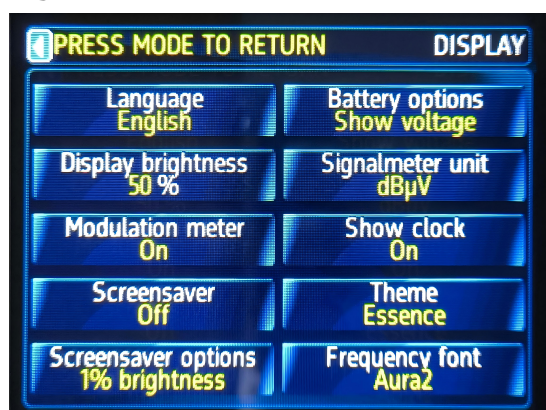 PRESS MODE TO RETURN DISPLAY
Language
English
Battery options
Show voltage
Display brightness
50 %
Signalmeter unit
dBµV
Modulation meter
On
Show clock
On
Screensaver
Off
Theme
Essence
Screensaver options
1% brightness
Frequency font
Aura2